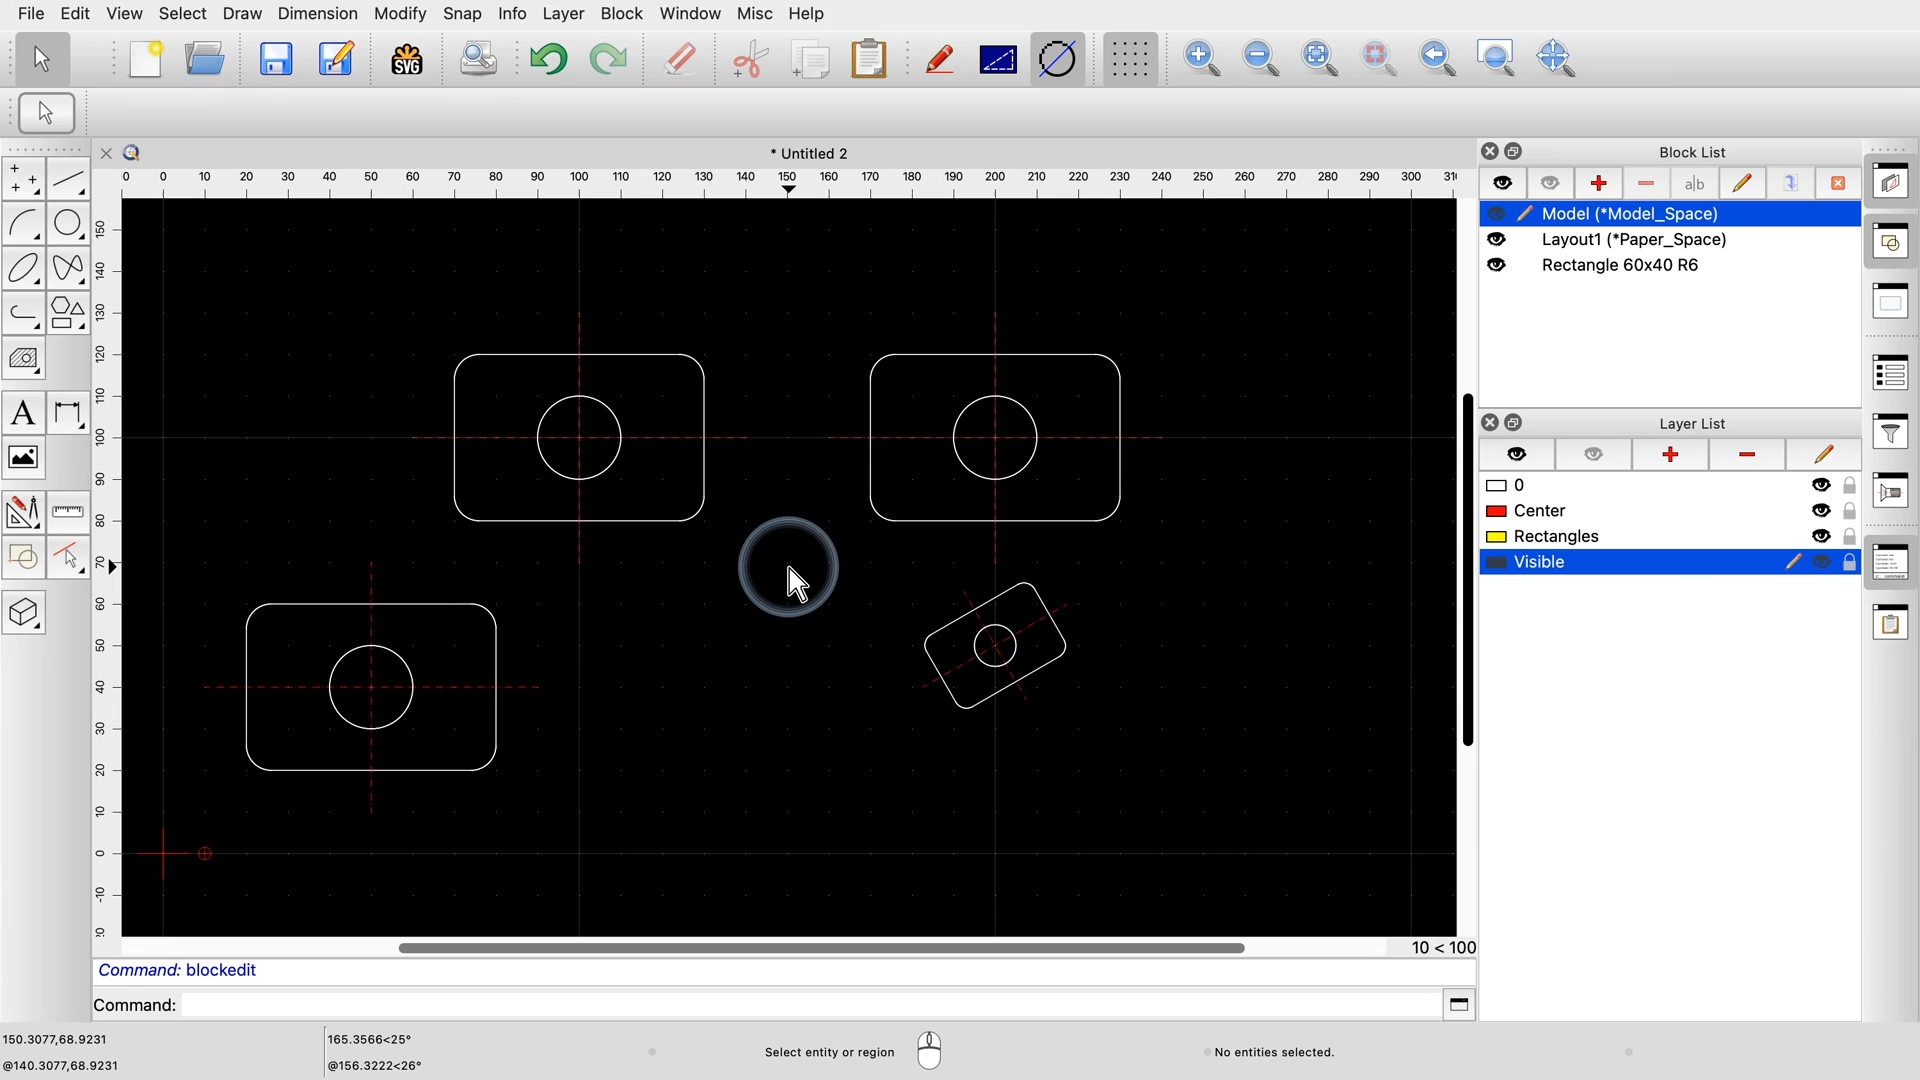 File Edit View Select Draw Dimension Modify Snap Info Layer Block Window Misc Help
SVG
* Untitled 2
0 0 10 20 30 40 50 60 70 80 90 100 110 120 130 140 150 160 170 180 190 200 210 220 230 240 250 260 270 280 290 300 31
150
140
130
120
110
100
90
80
70
60
50
40
30
20
10
0
-10
20
Block List
a|b
Model (*Model_Space)
Layout1 (*Paper_Space)
Rectangle 60x40 R6
Layer List
0
Center
Rectangles
Visible
A
10 < 100
Command: blockedit
Command:
150.3077,68.9231
@140.3077,68.9231
165.3566<25°
@156.3222<26°
Select entity or region
No entities selected.